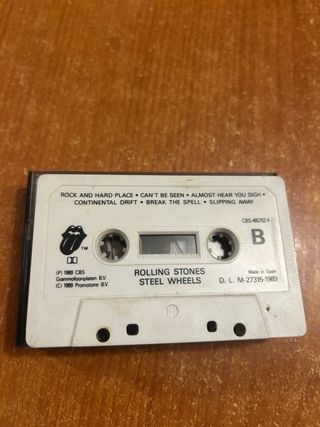 ROCK AND HARD PLACE • CAN'T BE SEEN • ALMOST HEAR YOU SIGH •
CONTINENTAL DRIFT • BREAK THE SPELL • SLIPPING AWAY
CBS-465752-4
B
TM
(P) 1989 CBS
Grammofoonplaten B.V.
(C) 1989 Promotone B.V.
ROLLING STONES
STEEL WHEELS
Made in Spain
D. L. M-27315-1989